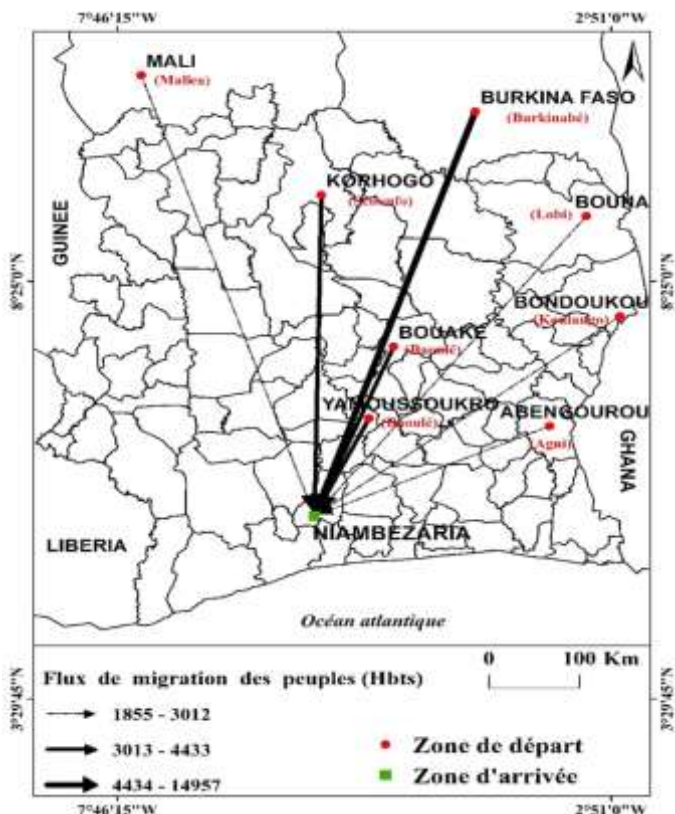 7°46'15"W 2°51'0"W
MALI
(Malien)
BURKINA FASO
(Burkinabé)
KORHOGO
(Sénoufo)
BOUNA
(Lobi)
GUINEE
8°25'0"N
8°25'0"N
BONDOUKOU
(Koulango)
BOUAKE
(Baoulé)
YAMOUSSOUKRO
(Baoulé)
ABENGOUROU
(Agni)
GHANA
LIBERIA
NIAMBEZARIA
Océan atlantique
0 100 Km
Flux de migration des peuples (Hbts)
1855 - 3012
3013 - 4433
4434 - 14957
Zone de départ
Zone d'arrivée
3°29'45"N
3°29'45"N
7°46'15"W 2°51'0"W